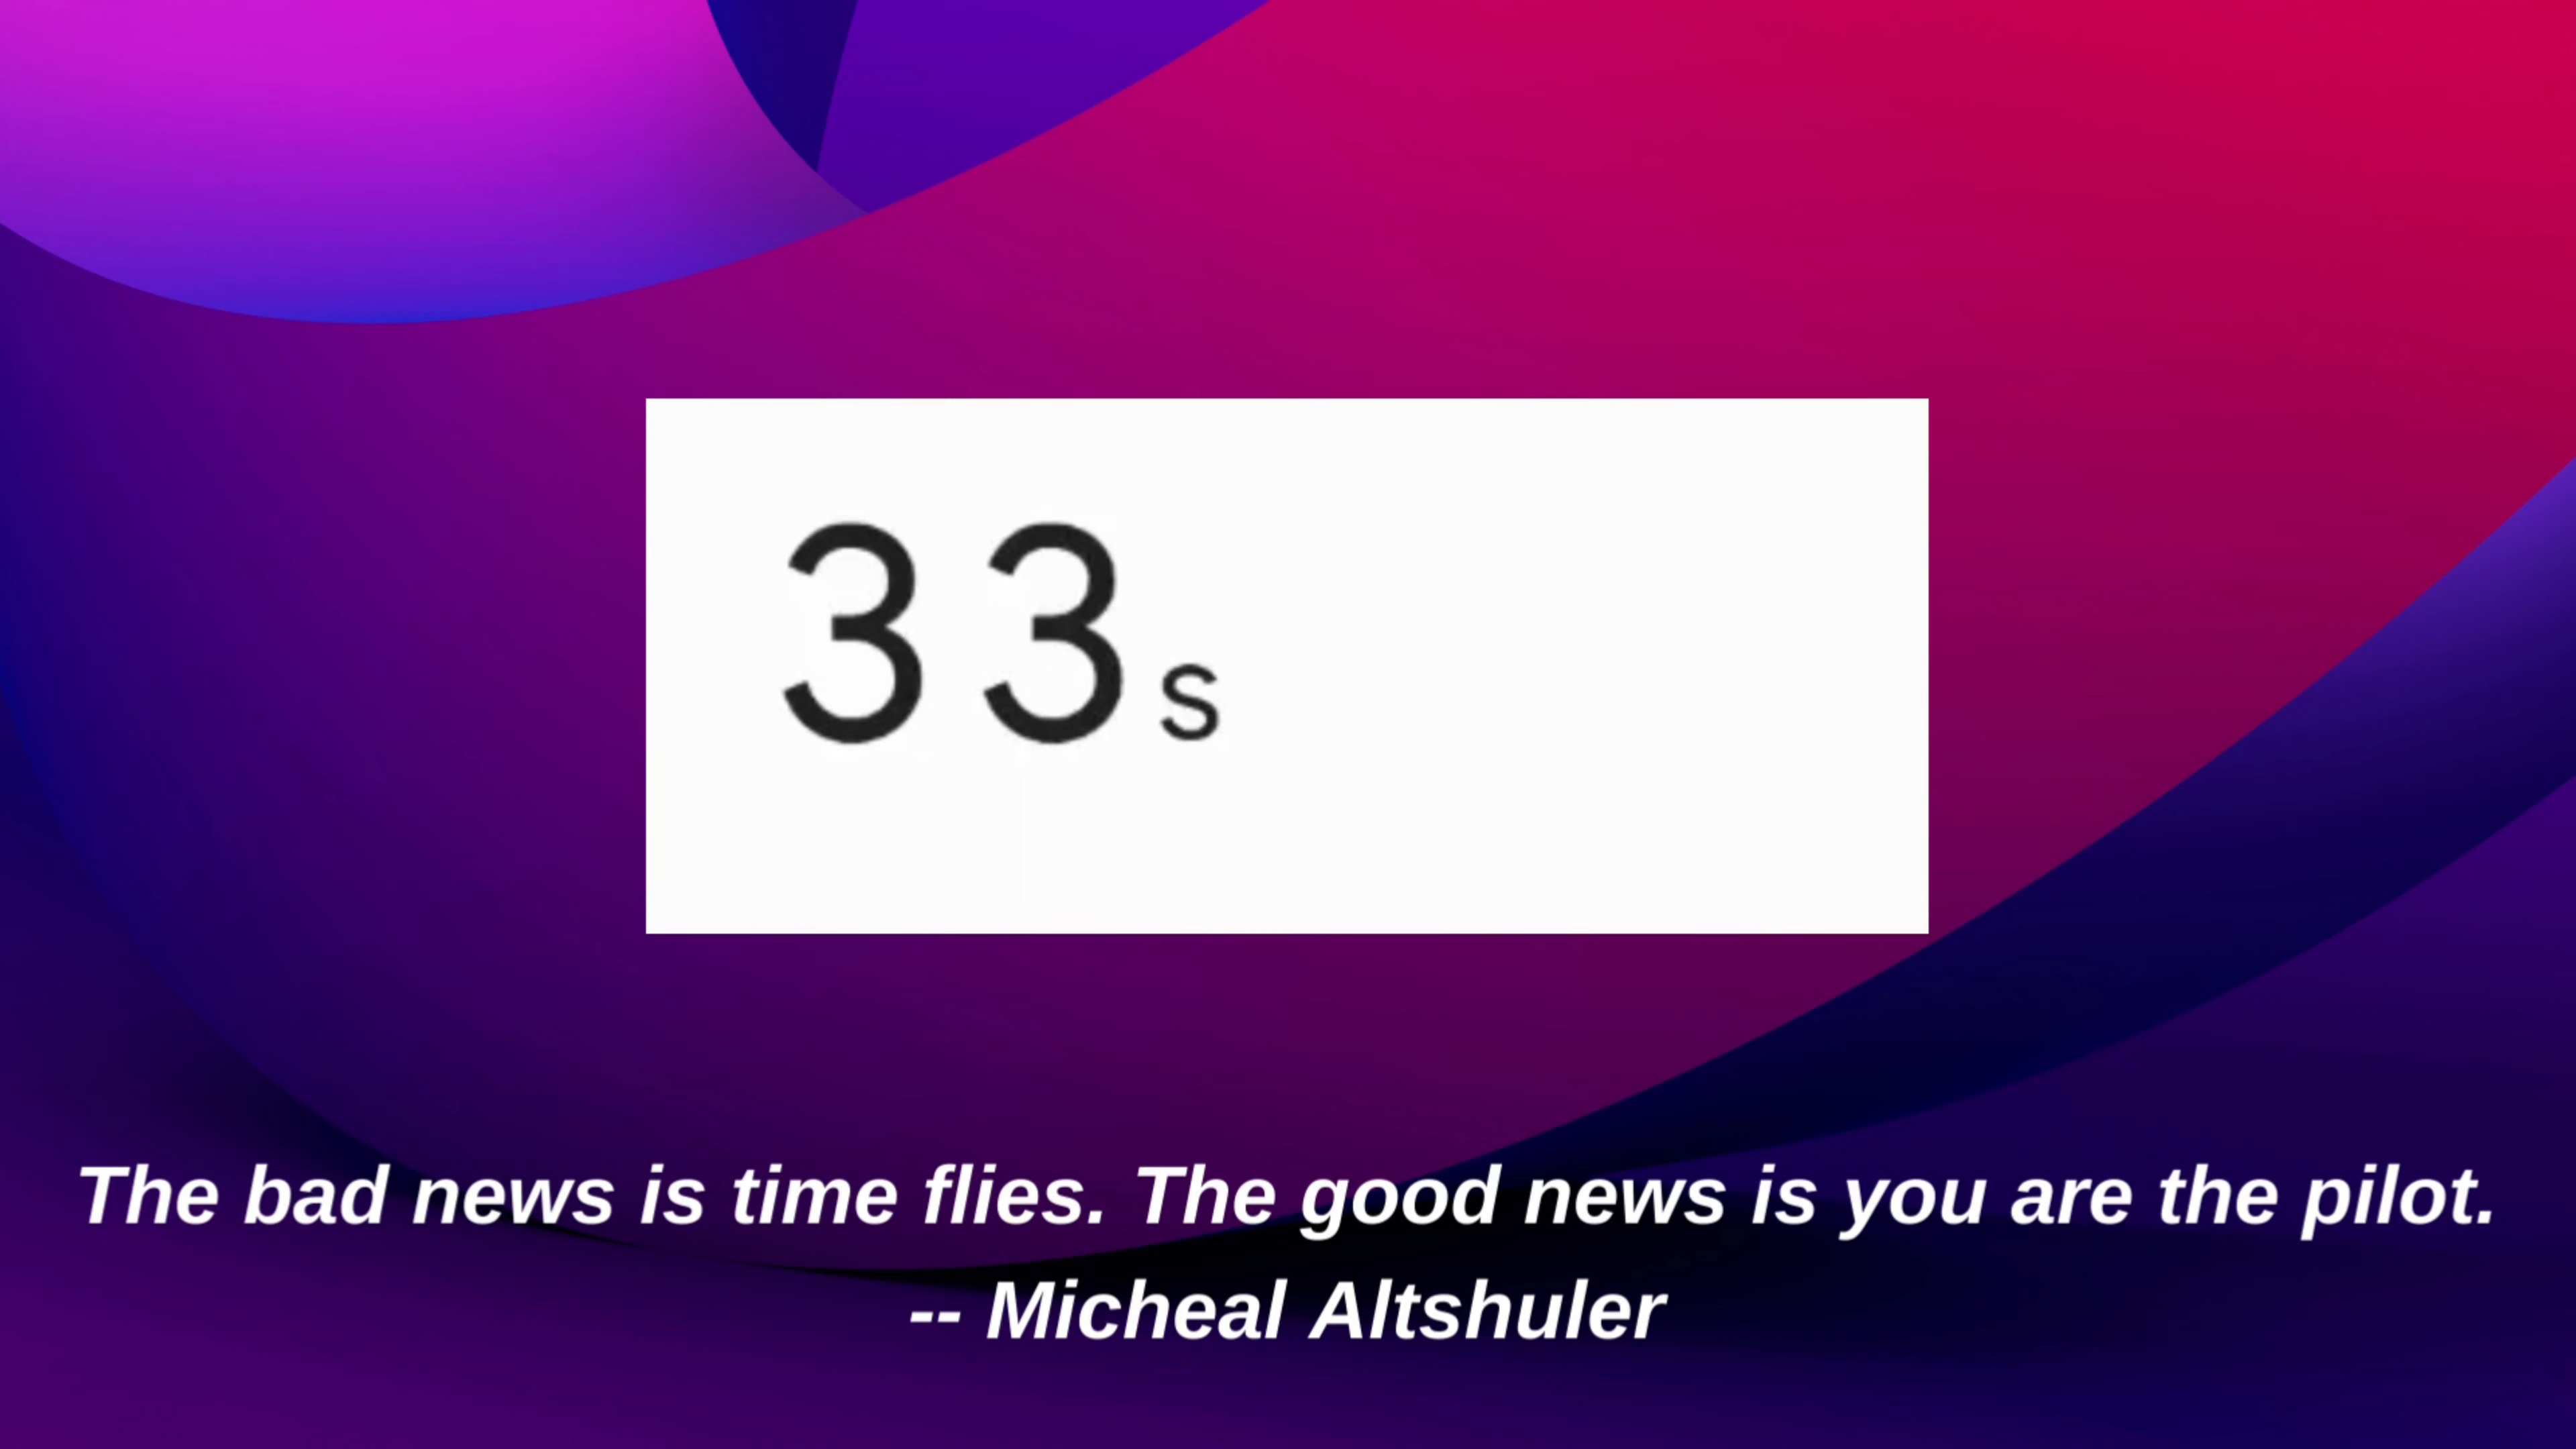 33s
The bad news is time flies. The good news is you are the pilot.
-- Micheal Altshuler